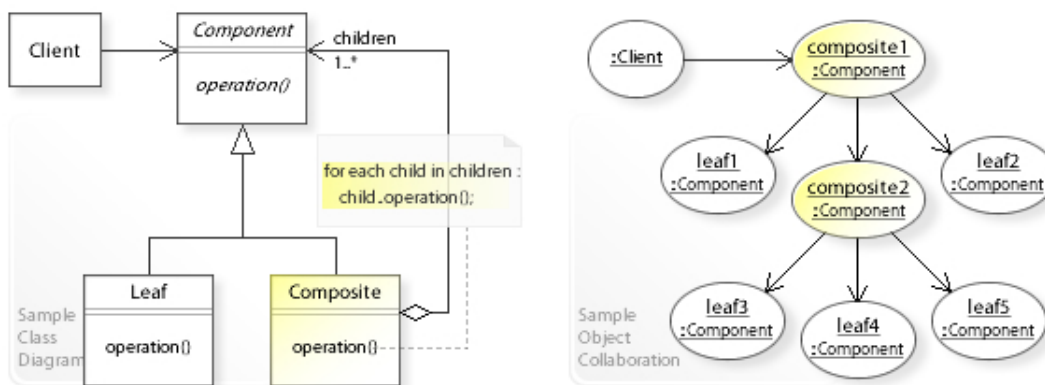 Client
Component
operation()
children
1..*
for each child in children :
child.operation();
Leaf
operation()
Composite
operation()
Sample
Class
Diagram
:Client
composite1
:Component
leaf1
:Component
composite2
:Component
leaf2
:Component
leaf3
:Component
leaf4
:Component
leaf5
:Component
Sample
Object
Collaboration